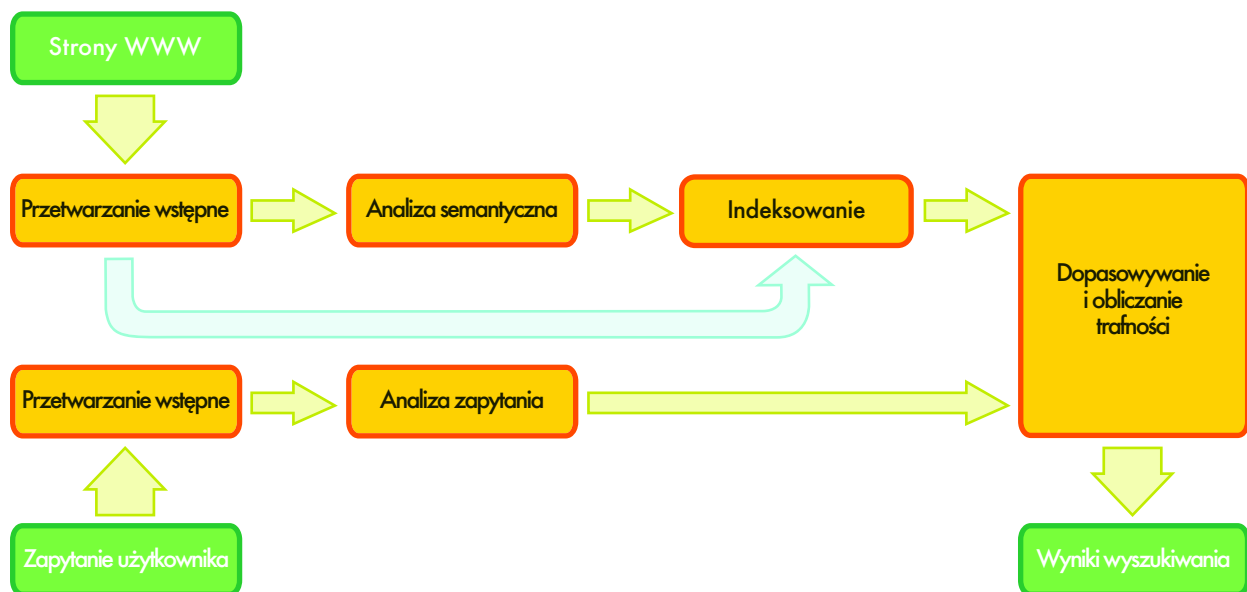 Strony WWW
Przetwarzanie wstępne
Analiza semantyczna
Indeksowanie
Dopasowywanie
i obliczanie
trafności
Przetwarzanie wstępne
Analiza zapytania
Zapytanie użytkownika
Wyniki wyszukiwania